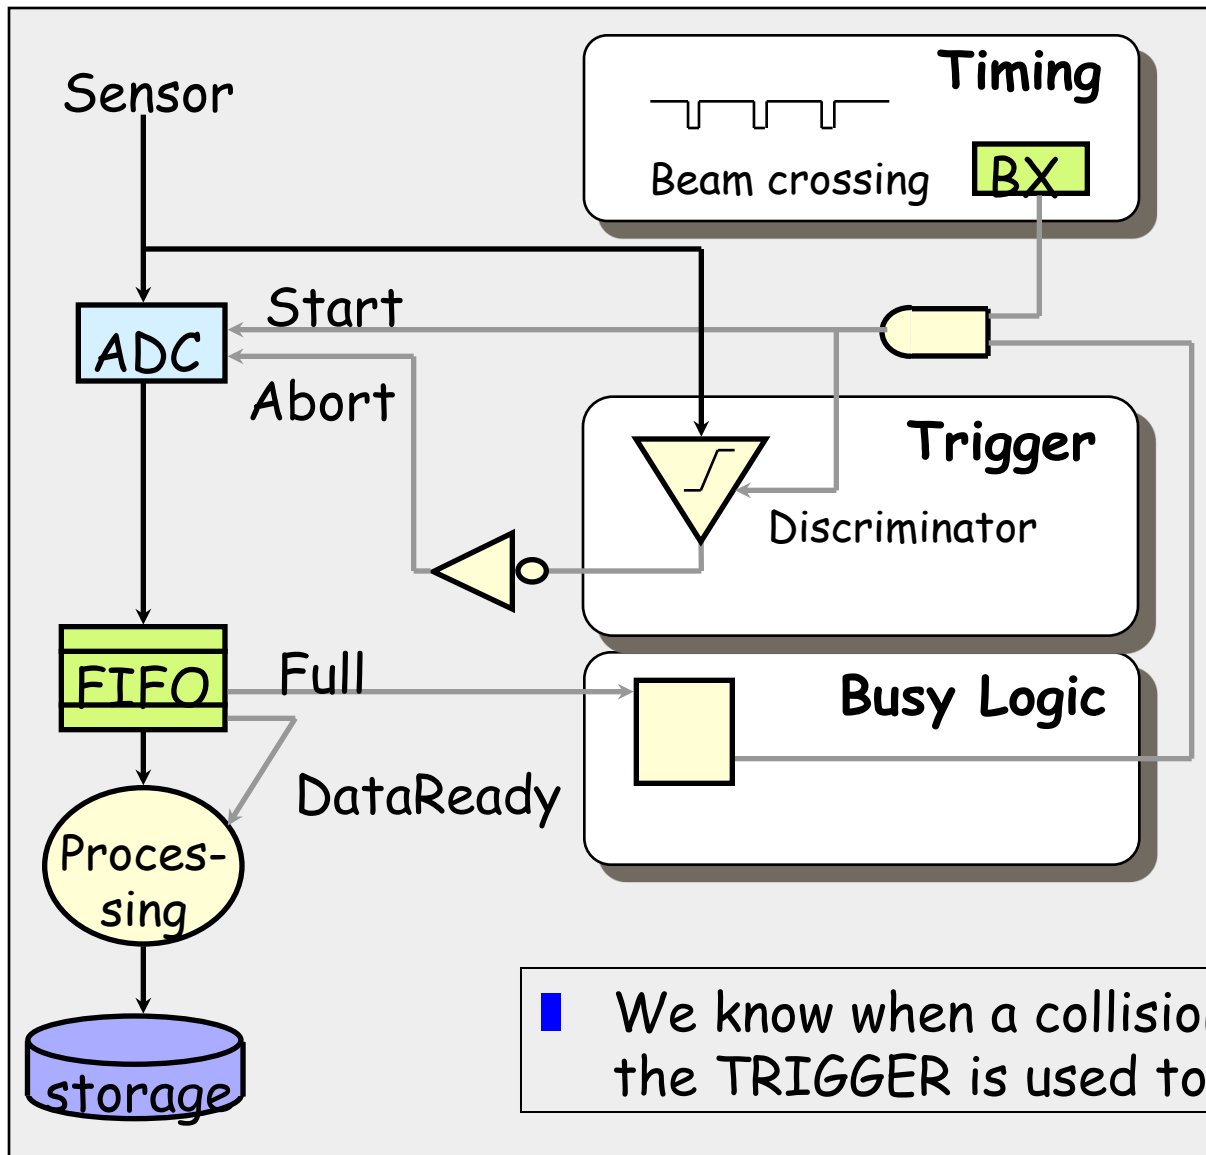 Sensor
Timing
Beam crossing
BX
Start
ADC
Abort
Trigger
Discriminator
FIFO
Full
Busy Logic
DataReady
Proces-
sing
We know when a collisio
the TRIGGER is used to
storage